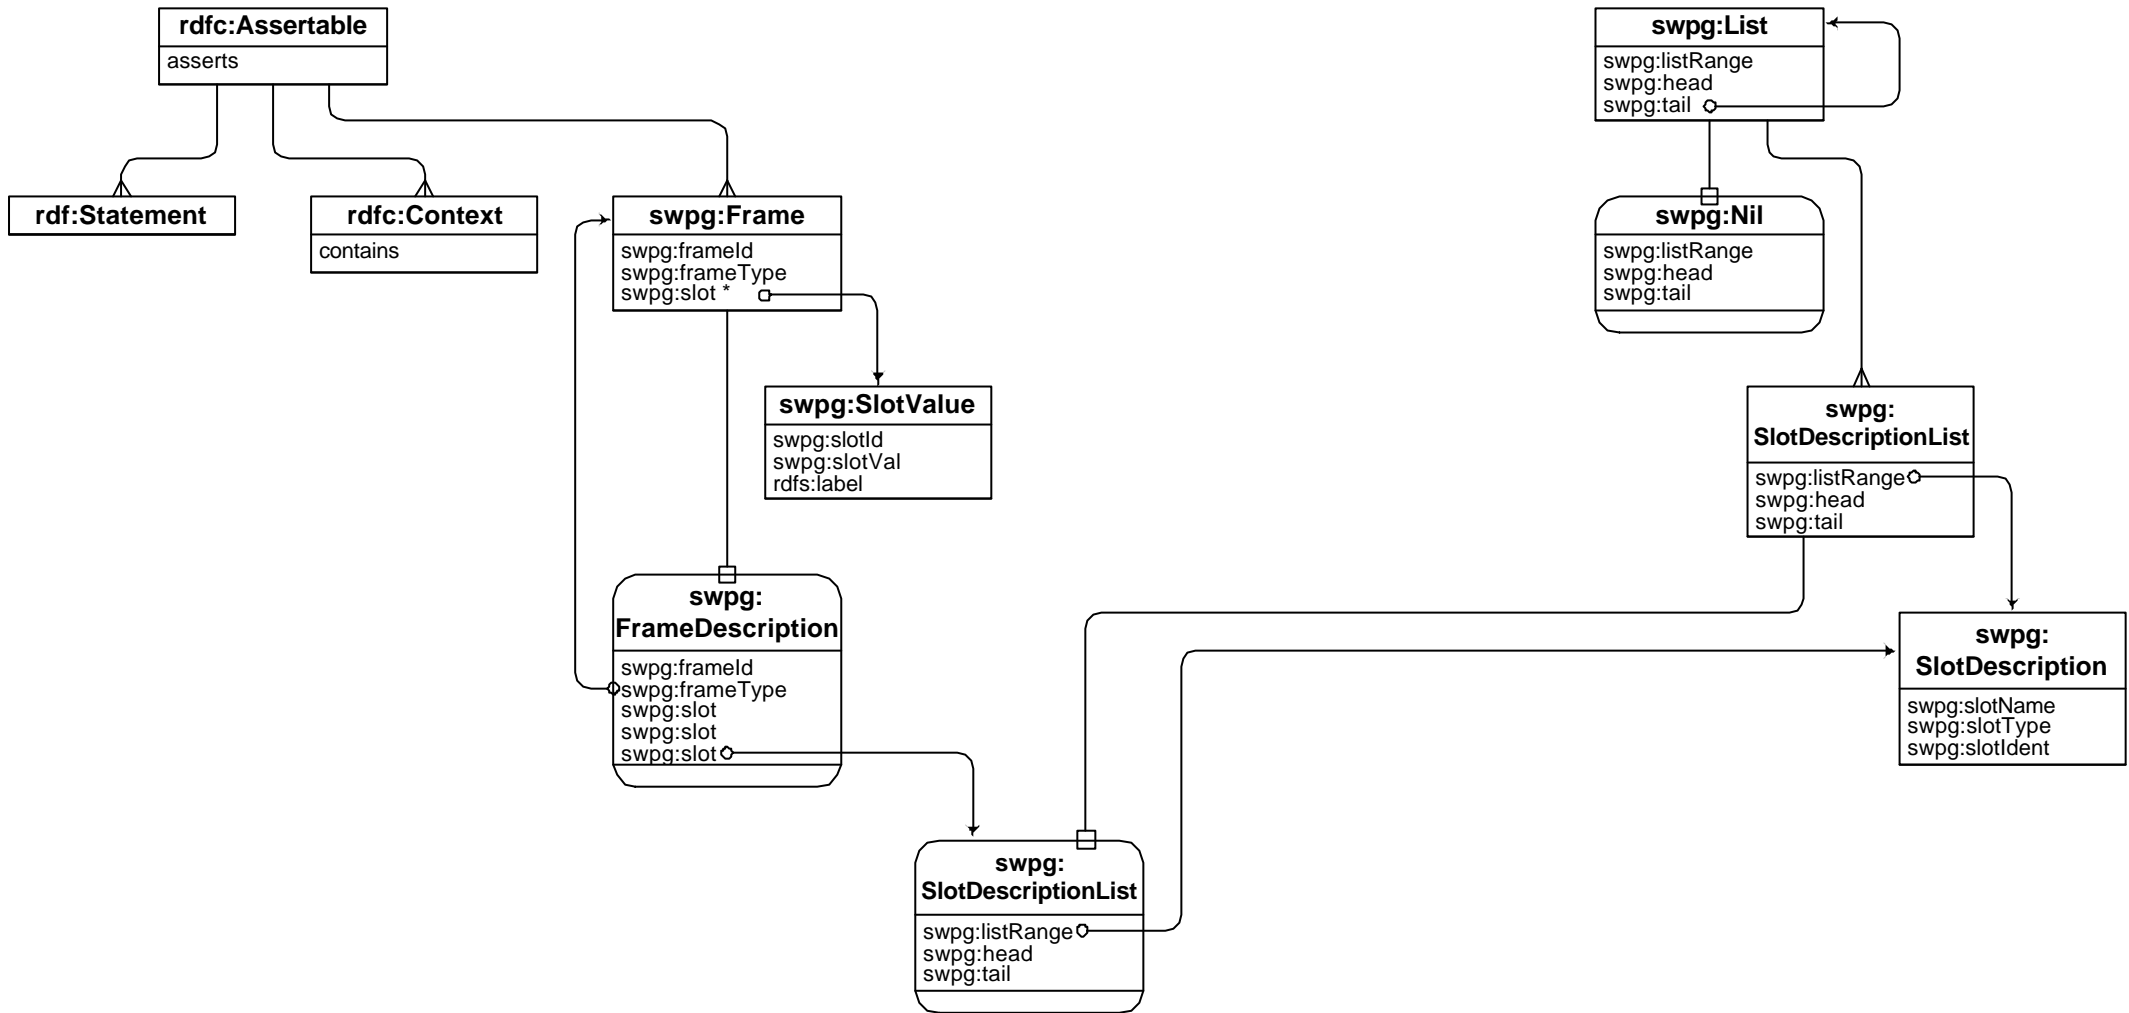 rdfc:Assertable
asserts
swpg:List
swpg:listRange
swpg:head
swpg:tail
rdf:Statement
rdfc:Context
contains
swpg:Frame
swpg:frameId
swpg:frameType
swpg:slot *
swpg:Nil
swpg:listRange
swpg:head
swpg:tail
swpg:SlotValue
swpg:slotId
swpg:slotVal
rdfs:label
swpg:
SlotDescriptionList
swpg:listRange
swpg:head
swpg:tail
swpg:
FrameDescription
swpg:frameId
swpg:frameType
swpg:slot
swpg:slot
swpg:slot
swpg:
SlotDescription
swpg:slotName
swpg:slotType
swpg:slotIdent
swpg:
SlotDescriptionList
swpg:listRange
swpg:head
swpg:tail